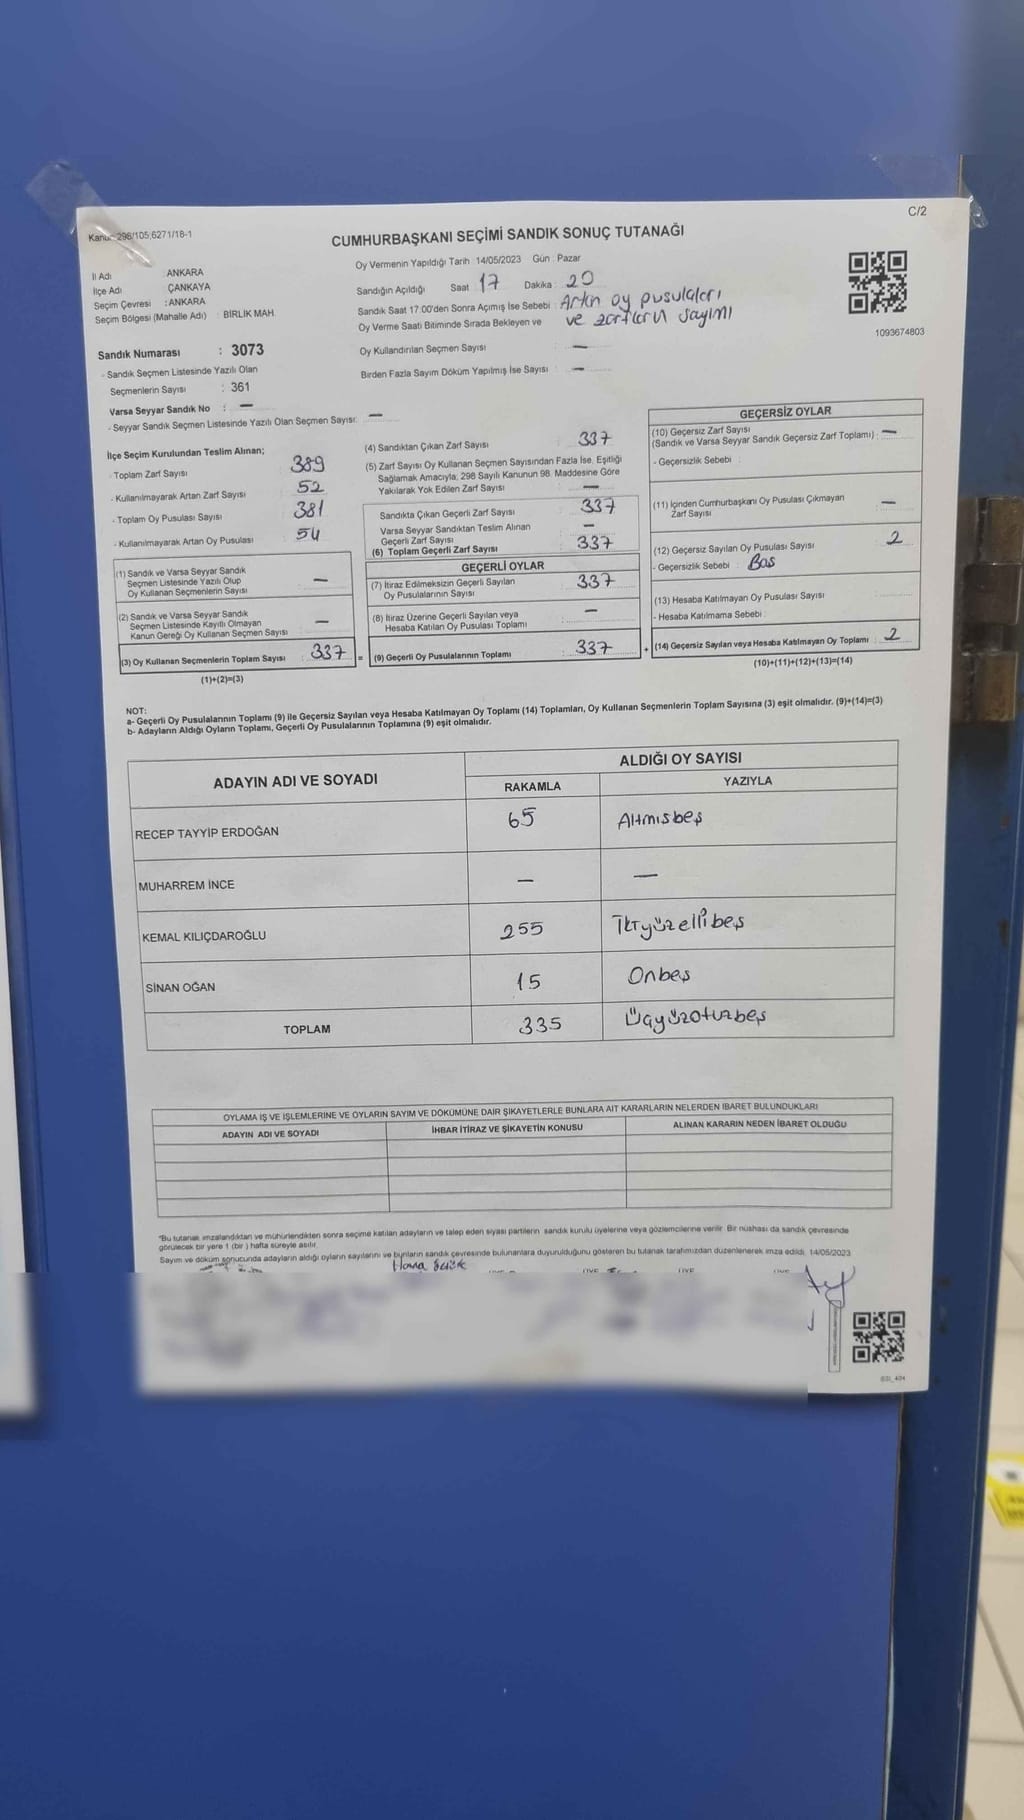 C/2
Kanun:298/105;6271/18-1
CUMHURBAŞKANI SEÇİMİ SANDIK SONUÇ TUTANAĞI
İl Adı : ANKARA
İlçe Adı : ÇANKAYA
Seçim Çevresi : ANKARA
Seçim Bölgesi (Mahalle Adı) : BİRLİK MAH.
Oy Vermenin Yapıldığı Tarih : 14/05/2023 Gün : Pazar
Sandığın Açıldığı Saat 17 Dakika : 20
Sandık Saat 17:00'den Sonra Açımış İse Sebebi : Artan oy pusulaları
ve zarfların sayımı
Oy Verme Saati Bitiminde Sırada Bekleyen ve
Oy Kullandırılan Seçmen Sayısı : —
Birden Fazla Sayım Döküm Yapılmış İse Sayısı : —
1093674803
Sandık Numarası : 3073
- Sandık Seçmen Listesinde Yazılı Olan
Seçmenlerin Sayısı : 361
Varsa Seyyar Sandık No : —
- Seyyar Sandık Seçmen Listesinde Yazılı Olan Seçmen Sayısı: —
İlçe Seçim Kurulundan Teslim Alınan;
- Toplam Zarf Sayısı : 389
- Kullanılmayarak Artan Zarf Sayısı : 52
- Toplam Oy Pusulası Sayısı : 381
- Kullanılmayarak Artan Oy Pusulası : 54
(1) Sandık ve Varsa Seyyar Sandık
Seçmen Listesinde Yazılı Olup
Oy Kullanan Seçmenlerin Sayısı : —
(2) Sandık ve Varsa Seyyar Sandık
Seçmen Listesinde Kayıtlı Olmayan
Kanun Gereği Oy Kullanan Seçmen Sayısı : —
(3) Oy Kullanan Seçmenlerin Toplam Sayısı : 337
(1)+(2)=(3)
(4) Sandıktan Çıkan Zarf Sayısı : 337
(5) Zarf Sayısı Oy Kullanan Seçmen Sayısından Fazla İse, Eşitliği
Sağlamak Amacıyla; 298 Sayılı Kanunun 98. Maddesine Göre
Yakılarak Yok Edilen Zarf Sayısı : —
Sandıkta Çıkan Geçerli Zarf Sayısı : 337
Varsa Seyyar Sandıktan Teslim Alınan
Geçerli Zarf Sayısı : —
(6) Toplam Geçerli Zarf Sayısı : 337
GEÇERLİ OYLAR
(7) İtiraz Edilmeksizin Geçerli Sayılan
Oy Pusulalarının Sayısı : 337
(8) İtiraz Üzerine Geçerli Sayılan veya
Hesaba Katılan Oy Pusulası Toplamı : —
= (9) Geçerli Oy Pusulalarının Toplamı : 337
GEÇERSİZ OYLAR
(10) Geçersiz Zarf Sayısı
(Sandık ve Varsa Seyyar Sandık Geçersiz Zarf Toplamı) : —
- Geçersizlik Sebebi :
(11) İçinden Cumhurbaşkanı Oy Pusulası Çıkmayan
Zarf Sayısı : —
(12) Geçersiz Sayılan Oy Pusulası Sayısı : 2
- Geçersizlik Sebebi : Boş
(13) Hesaba Katılmayan Oy Pusulası Sayısı :
- Hesaba Katılmama Sebebi :
+ (14) Geçersiz Sayılan veya Hesaba Katılmayan Oy Toplamı : 2
(10)+(11)+(12)+(13)=(14)
NOT:
a- Geçerli Oy Pusulalarının Toplamı (9) ile Geçersiz Sayılan veya Hesaba Katılmayan Oy Toplamı (14) Toplamları, Oy Kullanan Seçmenlerin Toplam Sayısına (3) eşit olmalıdır. (9)+(14)=(3)
b- Adayların Aldığı Oyların Toplamı, Geçerli Oy Pusulalarının Toplamına (9) eşit olmalıdır.
ADAYIN ADI VE SOYADI ALDIĞI OY SAYISI
RAKAMLA YAZIYLA
RECEP TAYYİP ERDOĞAN 65 Altmışbeş
MUHARREM İNCE — —
KEMAL KILIÇDAROĞLU 255 İkiyüzellibeş
SİNAN OĞAN 15 Onbeş
TOPLAM 335 Üçyüzotuzbeş
OYLAMA İŞ VE İŞLEMLERİNE VE OYLARIN SAYIM VE DÖKÜMÜNE DAİR ŞİKAYETLERLE BUNLARA AİT KARARLARIN NELERDEN İBARET BULUNDUKLARI
ADAYIN ADI VE SOYADI İHBAR İTİRAZ VE ŞİKAYETİN KONUSU ALINAN KARARIN NEDEN İBARET OLDUĞU
*Bu tutanak imzalandıktan ve mühürlendikten sonra seçime katılan adayların ve talep eden siyasi partilerin sandık kurulu üyelerine veya gözlemcilerine verilir. Bir nüshası da sandık çevresinde
görülecek bir yere 1 (bir) hafta süreyle asılır.
Sayım ve döküm sonucunda adayların aldığı oyların sayılarını ve bunların sandık çevresinde bulunanlara duyurulduğunu gösteren bu tutanak tarafımızdan düzenlenerek imza edildi. 14/05/2023